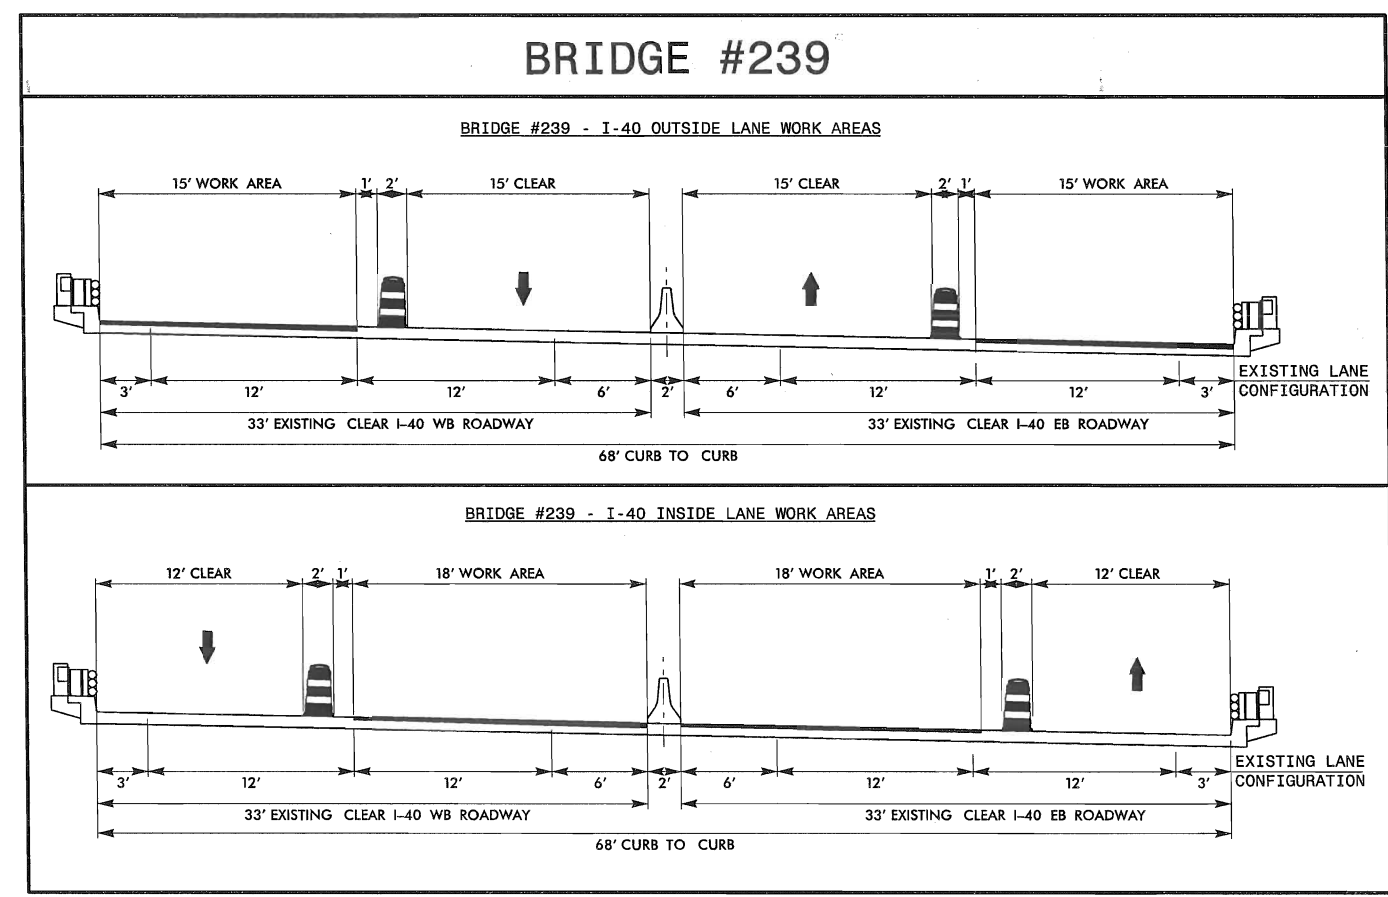 BRIDGE #239
BRIDGE #239 - I-40 OUTSIDE LANE WORK AREAS
15' WORK AREA 1' 2' 15' CLEAR 15' CLEAR 2' 1' 15' WORK AREA
EXISTING LANE
3' 12' 12' 6' 2' 6' 12' 12' 3' CONFIGURATION
33' EXISTING CLEAR I-40 WB ROADWAY 33' EXISTING CLEAR I-40 EB ROADWAY
68' CURB TO CURB
BRIDGE #239 - I-40 INSIDE LANE WORK AREAS
12' CLEAR 2' 1' 18' WORK AREA 18' WORK AREA 1' 2' 12' CLEAR
EXISTING LANE
3' 12' 12' 6' 2' 6' 12' 12' 3' CONFIGURATION
33' EXISTING CLEAR I-40 WB ROADWAY 33' EXISTING CLEAR I-40 EB ROADWAY
68' CURB TO CURB